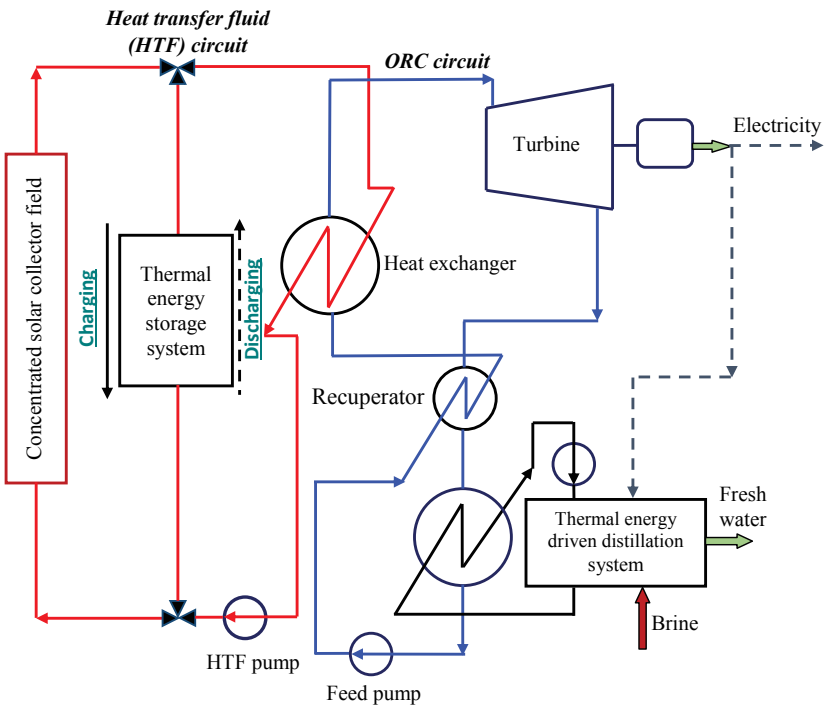 Heat transfer fluid
(HTF) circuit
ORC circuit
Electricity
Turbine
Concentrated solar collector field
Charging
Thermal
energy
storage
system
Discharging
Heat exchanger
Recuperator
Fresh
water
Thermal energy
driven distillation
system
Brine
HTF pump
Feed pump